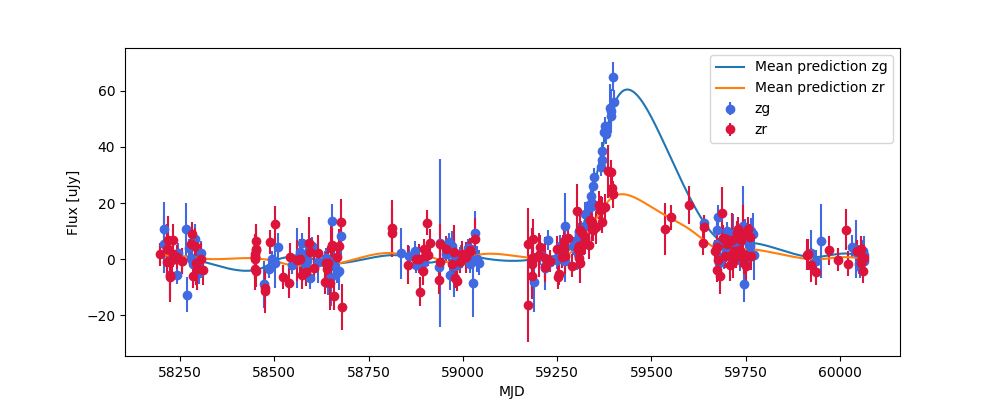 Flux [uJy]
60
40
20
0
−20
58250
58500
58750
59000
59250
59500
59750
60000
MJD
Mean prediction zg
Mean prediction zr
zg
zr